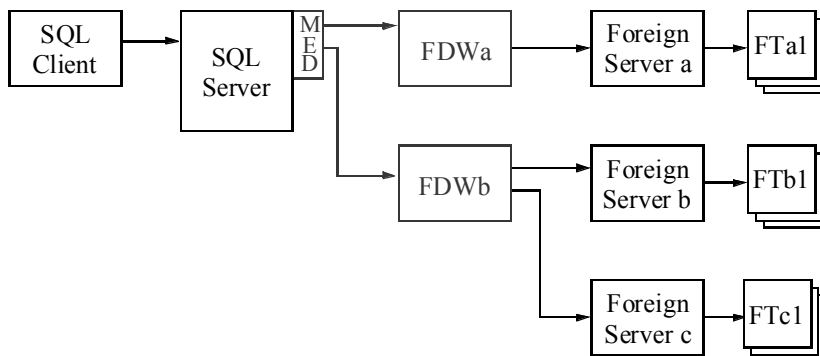 SQL
Client
SQL
Server
M
E
D
FDWa
Foreign
Server a
FTa1
FDWb
Foreign
Server b
FTb1
Foreign
Server c
FTc1